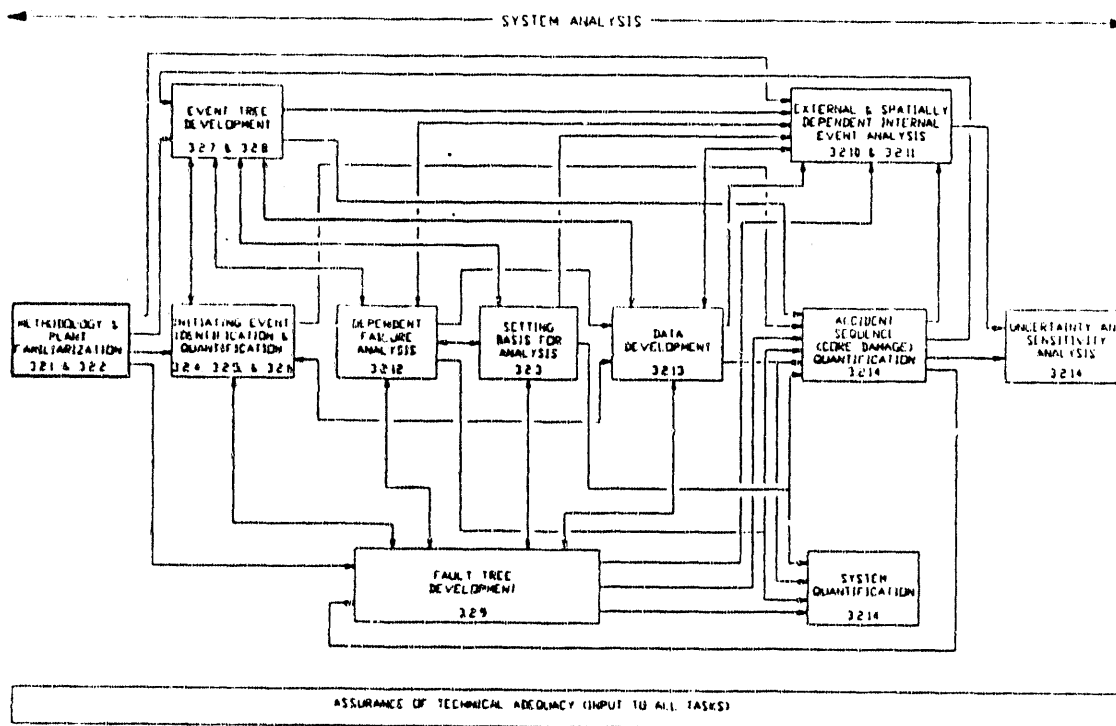 SYSTEM ANALYSIS
EVENT TREE
DEVELOPMENT
3.2.7 & 3.2.8
EXTERNAL & SPATIALLY
DEPENDENT INTERNAL
EVENT ANALYSIS
3.2.10 & 3.2.11
METHODOLOGY &
PLANT
FAMILIARIZATION
3.2.1 & 3.2.2
INITIATING EVENT
IDENTIFICATION &
QUANTIFICATION
3.2.4, 3.2.5, & 3.2.6
DEPENDENT
FAILURE
ANALYSIS
3.2.12
SETTING
BASIS FOR
ANALYSIS
3.2.3
DATA
DEVELOPMENT
3.2.13
ACCIDENT
SEQUENCE
(CORE DAMAGE)
QUANTIFICATION
3.2.14
UNCERTAINTY AN
SENSITIVITY
ANALYSIS
3.2.14
FAULT TREE
DEVELOPMENT
3.2.9
SYSTEM
QUANTIFICATION
3.2.14
ASSURANCE OF TECHNICAL ADEQUACY (INPUT TO ALL TASKS)